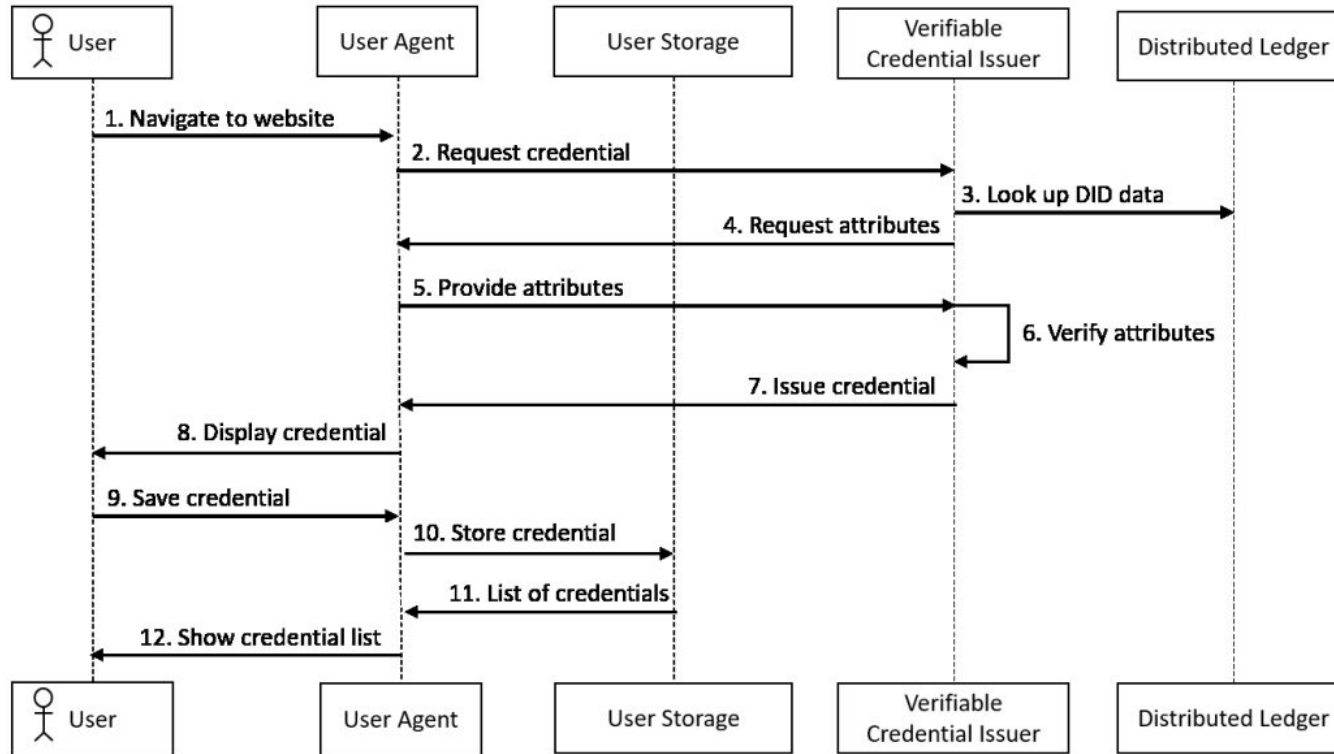 User
User Agent
User Storage
Verifiable
Credential Issuer
Distributed Ledger
1. Navigate to website
2. Request credential
3. Look up DID data
4. Request attributes
5. Provide attributes
6. Verify attributes
7. Issue credential
8. Display credential
9. Save credential
10. Store credential
11. List of credentials
12. Show credential list
User
User Agent
User Storage
Verifiable
Credential Issuer
Distributed Ledger